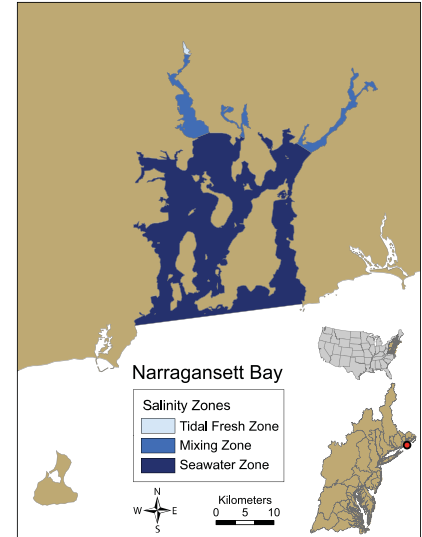 Narragansett Bay
Salinity Zones
Tidal Fresh Zone
Mixing Zone
Seawater Zone
N
W E
S
Kilometers
0 5 10